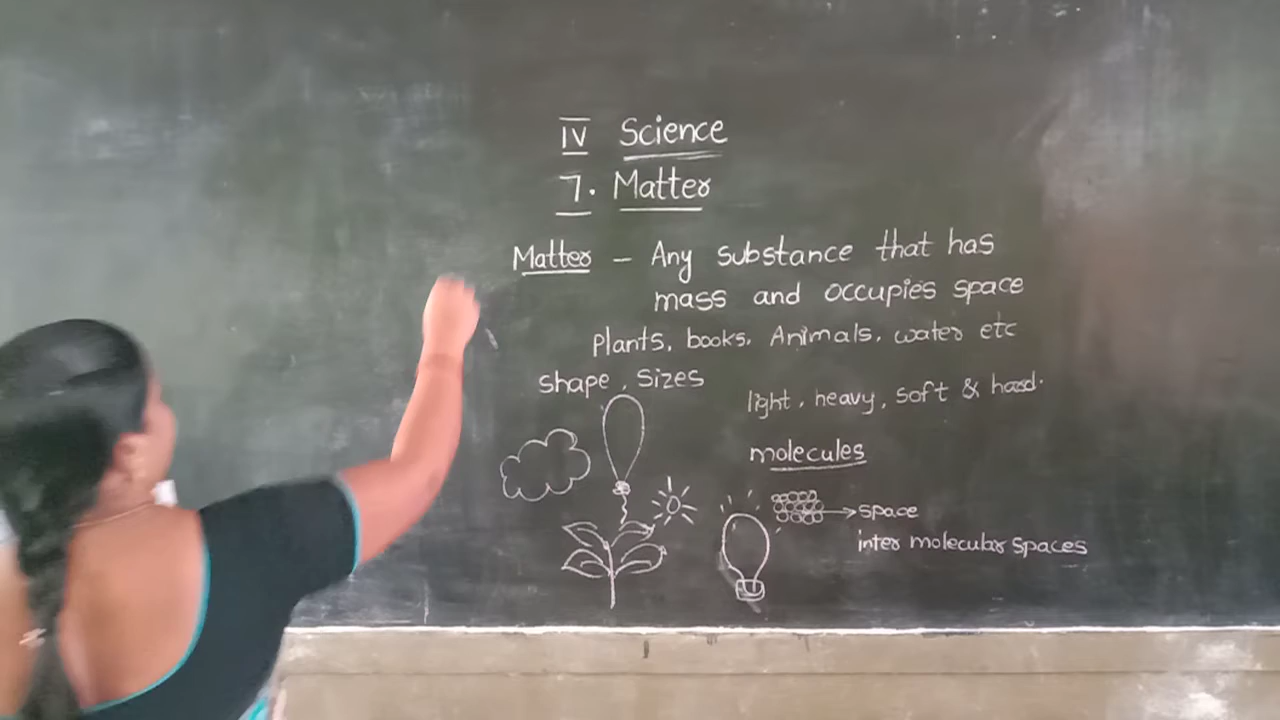 IV Science
7. Matter
Matter – Any substance that has
mass and occupies space
Plants, books, Animals, water etc
shape, sizes
light, heavy, soft & hard.
molecules
space
inter molecular spaces